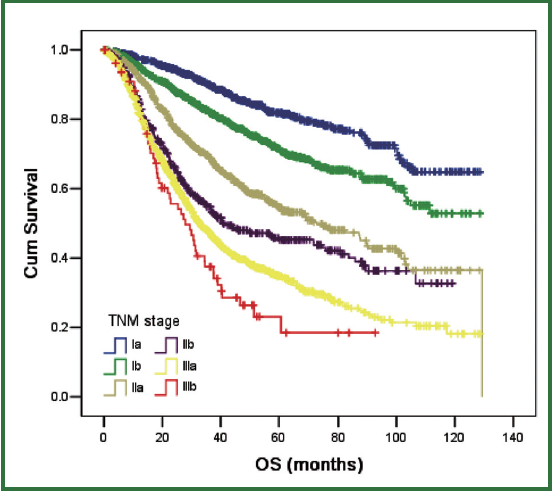 1.0
0.8
0.6
0.4
0.2
0.0
Cum Survival
TNM stage
Ia IIb
Ib IIIa
IIa IIIb
0 20 40 60 80 100 120 140
OS (months)